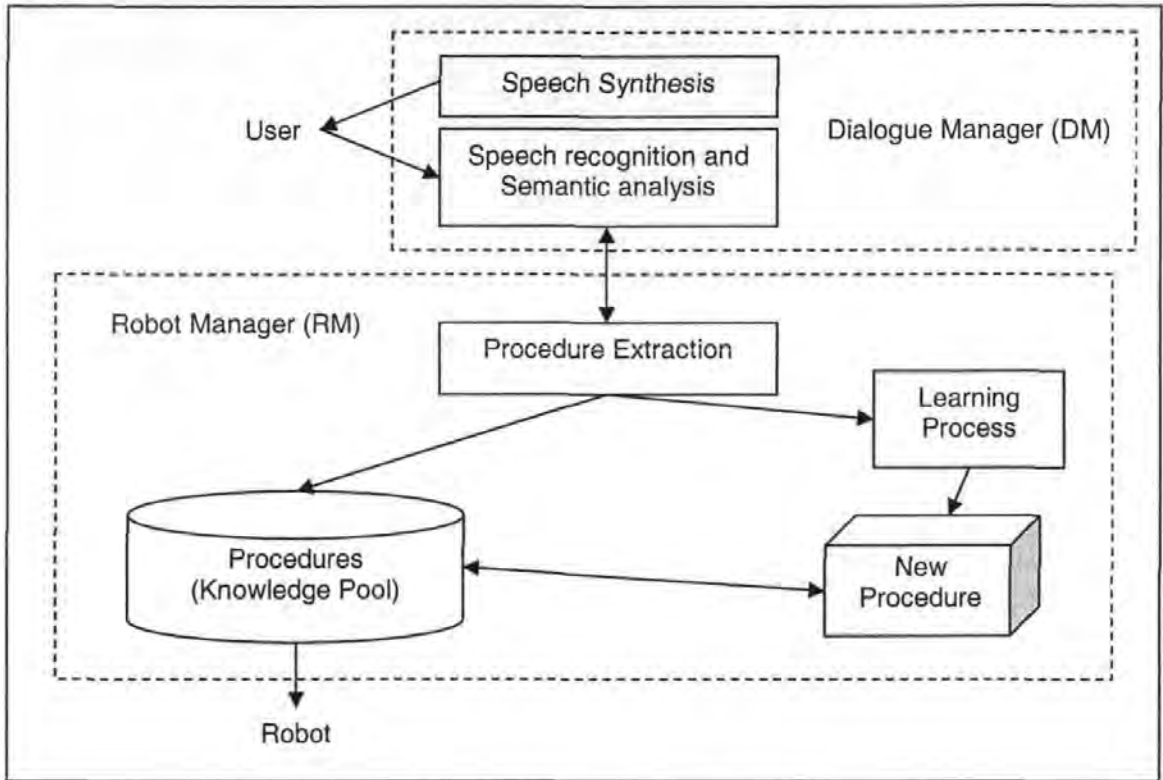 Speech Synthesis
User
Dialogue Manager (DM)
Speech recognition and
Semantic analysis
Robot Manager (RM)
Procedure Extraction
Learning
Process
Procedures
(Knowledge Pool)
New
Procedure
Robot